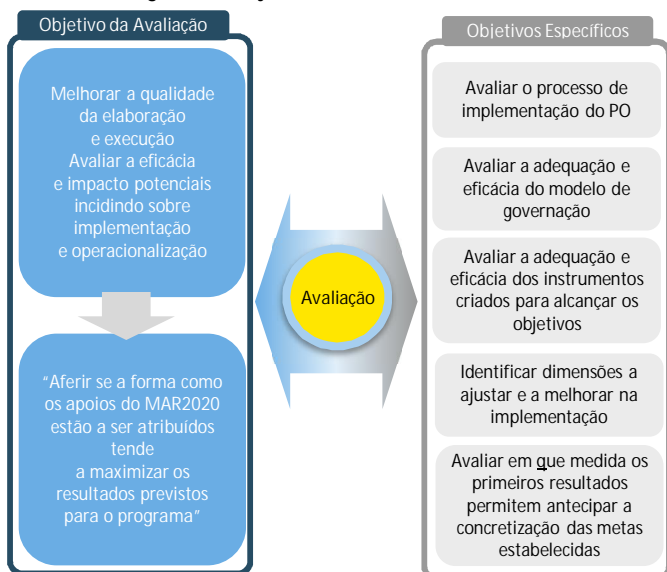 Objetivo da Avaliação
Melhorar a qualidade
da elaboração
e execução
Avaliar a eficácia
e impacto potenciais
incidindo sobre
implementação
e operacionalização
"Aferir se a forma como
os apoios do MAR2020
estão a ser atribuídos
tende
a maximizar os
resultados previstos
para o programa"
Avaliação
Objetivos Específicos
Avaliar o processo de
implementação do PO
Avaliar a adequação e
eficácia do modelo de
governação
Avaliar a adequação e
eficácia dos instrumentos
criados para alcançar os
objetivos
Identificar dimensões a
ajustar e a melhorar na
implementação
Avaliar em que medida os
primeiros resultados
permitem antecipar a
concretização das metas
estabelecidas